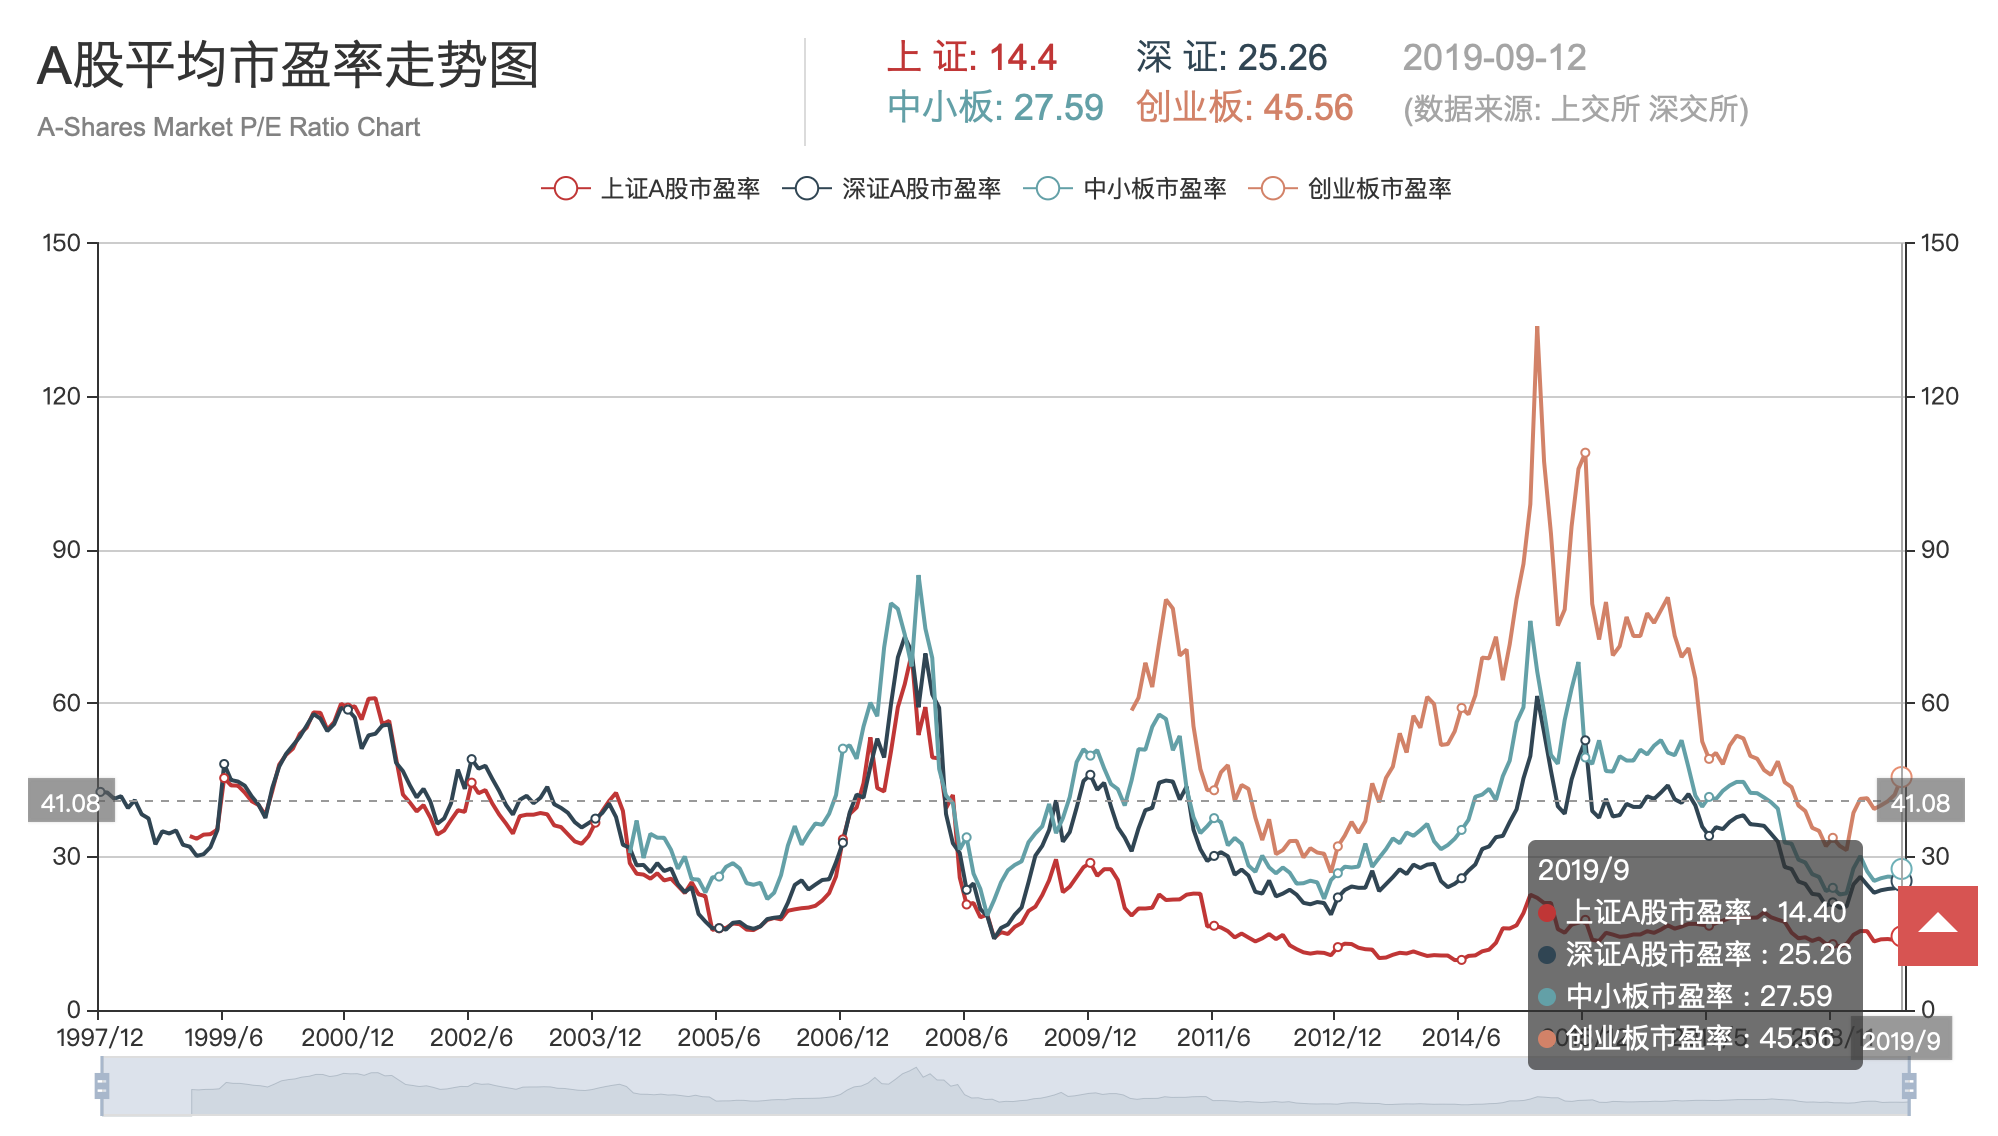 A股平均市盈率走势图
A-Shares Market P/E Ratio Chart
上 证: 14.4 深 证: 25.26 2019-09-12
中小板: 27.59 创业板: 45.56 (数据来源: 上交所 深交所)
上证A股市盈率 深证A股市盈率 中小板市盈率 创业板市盈率
150 150
120 120
90 90
60 60
41.08 41.08
30 30
2019/9
上证A股市盈率 : 14.40
深证A股市盈率 : 25.26
中小板市盈率 : 27.59
创业板市盈率 : 45.56
0 0
1997/12 1999/6 2000/12 2002/6 2003/12 2005/6 2006/12 2008/6 2009/12 2011/6 2012/12 2014/6 2019/9